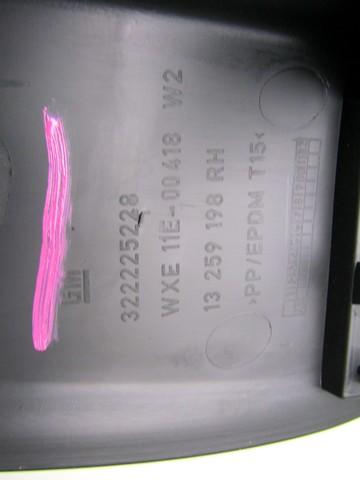 GM
322225228
WXE 11E-00418 W2
13 259 198 RH
>PP/EPDM T15<